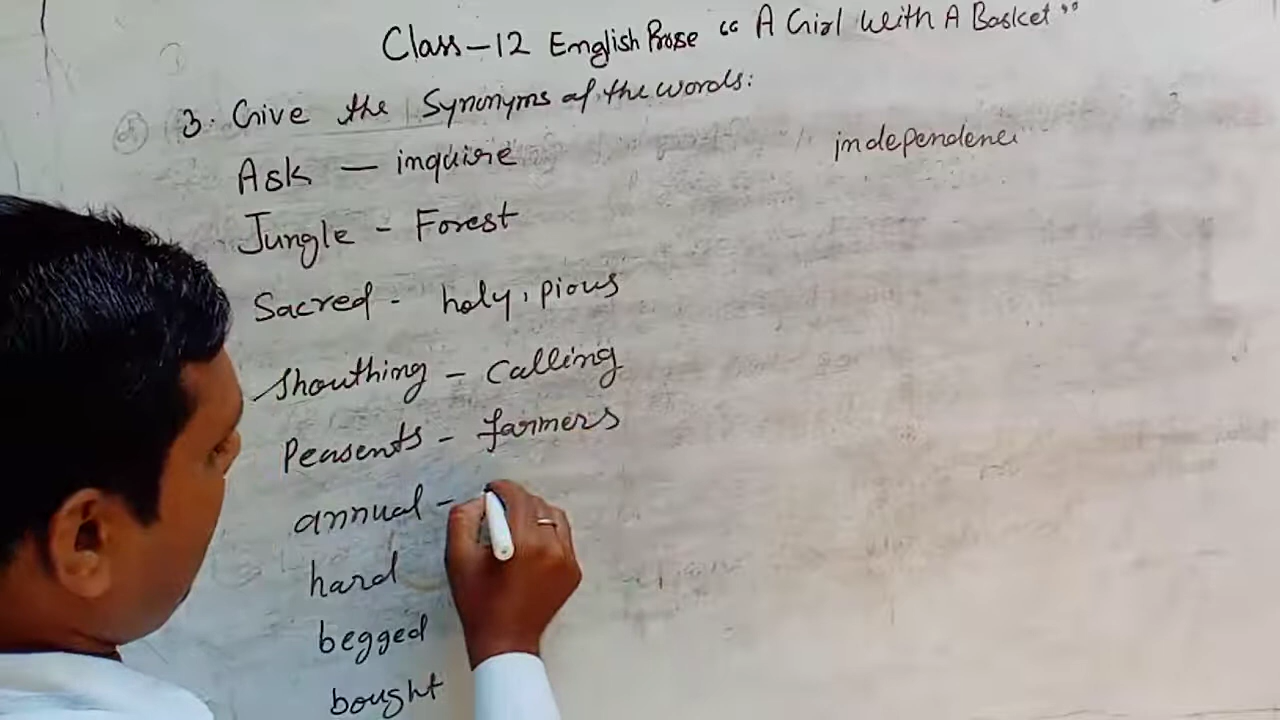 Class-12 English Prose “A Girl With A Basket”
3. Give the Synonyms of the words:
Ask - inquire
independence
Jungle - Forest
Sacred - holy, pious
Shouthing - Calling
Peasents - farmers
annual -
hard
begged
bought